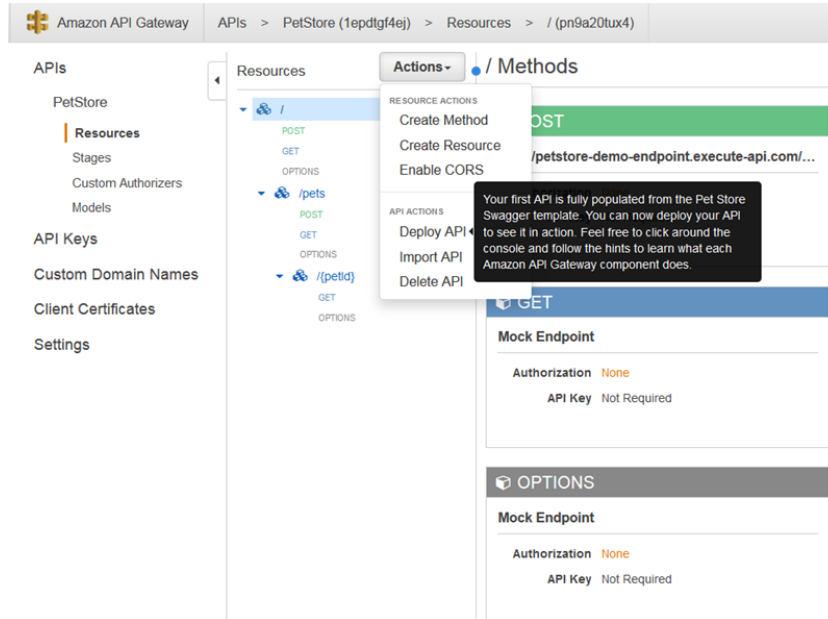 Amazon API Gateway
APIs > PetStore (1epdtgf4ej) > Resources > / (pn9a20tux4)
APIs
PetStore
Resources
Stages
Custom Authorizers
Models
API Keys
Custom Domain Names
Client Certificates
Settings
Resources
/
POST
GET
OPTIONS
/pets
POST
GET
OPTIONS
/{petId}
GET
OPTIONS
Actions
RESOURCE ACTIONS
Create Method
Create Resource
Enable CORS
API ACTIONS
Deploy API
Import API
Delete API
Your first API is fully populated from the Pet Store
Swagger template. You can now deploy your API
to see it in action. Feel free to click around the
console and follow the hints to learn what each
Amazon API Gateway component does.
/ Methods
OST
/petstore-demo-endpoint.execute-api.com/...
GET
Mock Endpoint
Authorization None
API Key Not Required
OPTIONS
Mock Endpoint
Authorization None
API Key Not Required